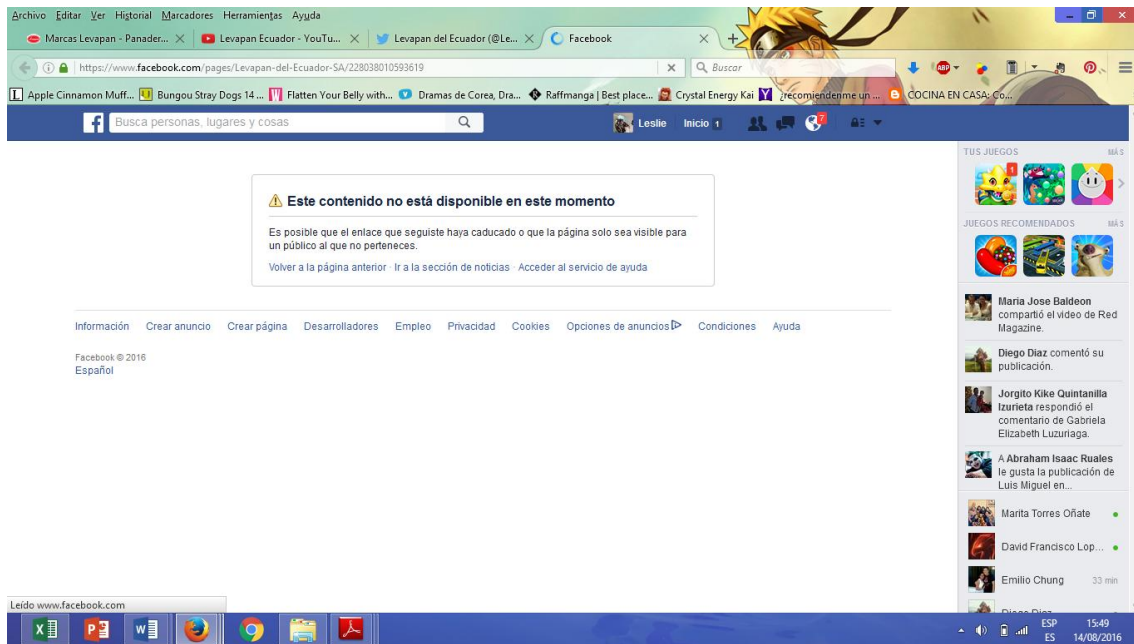 Archivo Editar Ver Historial Marcadores Herramientas Ayuda
Marcas Levapan - Panader... Levapan Ecuador - YouTu... Levapan del Ecuador (@Le... Facebook
https://www.facebook.com/pages/Levapan-del-Ecuador-SA/228038010593619 Buscar
Apple Cinnamon Muff... Bungou Stray Dogs 14 ... Flatten Your Belly with... Dramas de Corea, Dra... Raffmanga | Best place... Crystal Energy Kai ¿recomiendenme un ... COCINA EN CASA: Co...
Busca personas, lugares y cosas Leslie Inicio 1 7
TUS JUEGOS MÁS
1
Este contenido no está disponible en este momento
Es posible que el enlace que seguiste haya caducado o que la página solo sea visible para
un público al que no perteneces.
Volver a la página anterior · Ir a la sección de noticias · Acceder al servicio de ayuda
JUEGOS RECOMENDADOS MÁS
Información Crear anuncio Crear página Desarrolladores Empleo Privacidad Cookies Opciones de anuncios Condiciones Ayuda
Facebook © 2016
Español
Maria Jose Baldeon
compartió el video de Red
Magazine.
Diego Diaz comentó su
publicación.
Jorgito Kike Quintanilla
Izurieta respondió el
comentario de Gabriela
Elizabeth Luzuriaga.
A Abraham Isaac Ruales
le gusta la publicación de
Luis Miguel en...
Marita Torres Oñate
David Francisco Lop...
Emilio Chung 33 min
Diego Diaz
Leído www.facebook.com
ESP 15:49
ES 14/08/2016